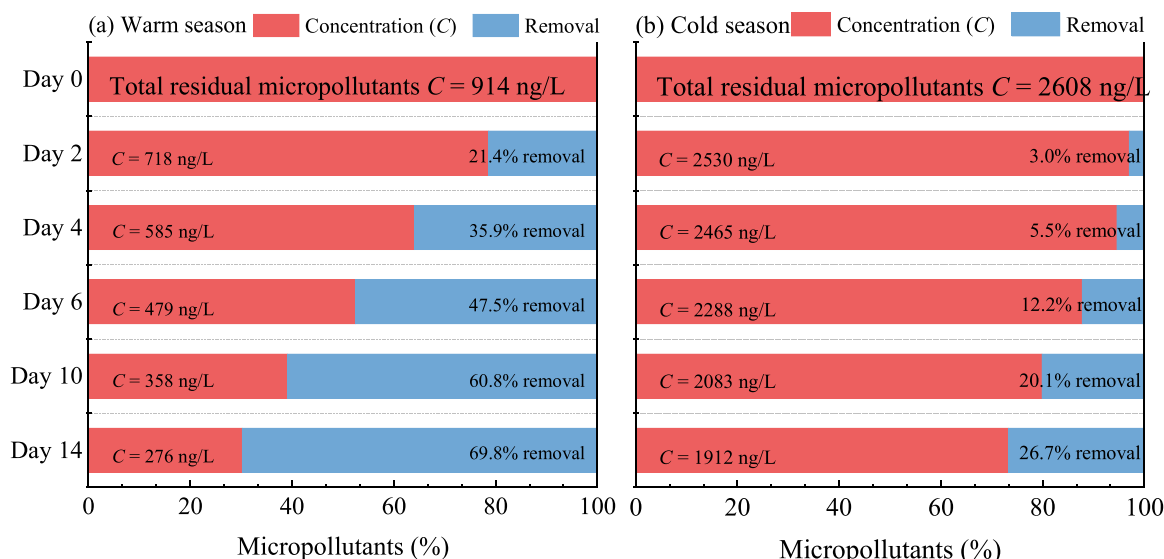 (a) Warm season Concentration (C) Removal
Day 0 Total residual micropollutants C = 914 ng/L
Day 2 C = 718 ng/L 21.4% removal
Day 4 C = 585 ng/L 35.9% removal
Day 6 C = 479 ng/L 47.5% removal
Day 10 C = 358 ng/L 60.8% removal
Day 14 C = 276 ng/L 69.8% removal
0 20 40 60 80 100
Micropollutants (%)
(b) Cold season Concentration (C) Removal
Total residual micropollutants C = 2608 ng/L
C = 2530 ng/L 3.0% removal
C = 2465 ng/L 5.5% removal
C = 2288 ng/L 12.2% removal
C = 2083 ng/L 20.1% removal
C = 1912 ng/L 26.7% removal
0 20 40 60 80 100
Micropollutants (%)